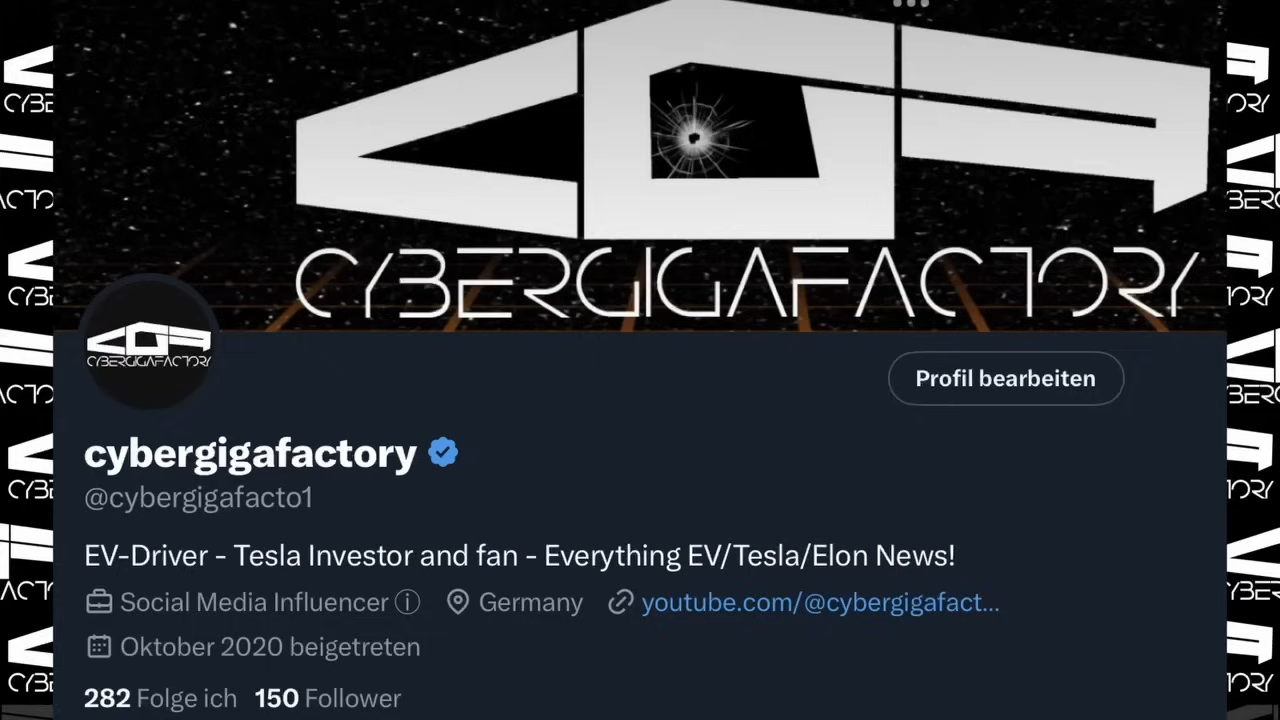 CYBERGIGAFACTORY
CYBERGIGAFACTORY
Profil bearbeiten
cybergigafactory
@cybergigafacto1
EV-Driver - Tesla Investor and fan - Everything EV/Tesla/Elon News!
Social Media Influencer Germany youtube.com/@cybergigafact...
Oktober 2020 beigetreten
282 Folge ich 150 Follower